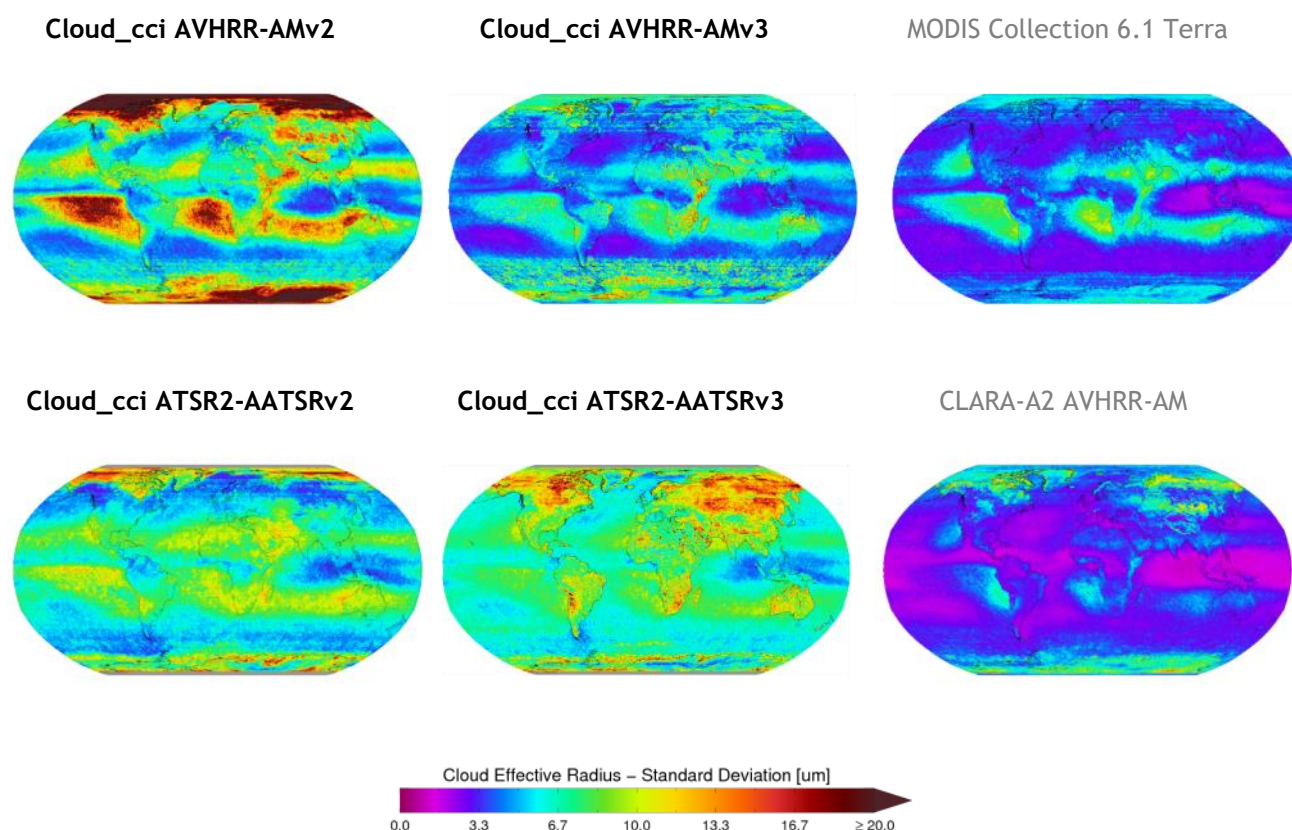 Cloud_cci AVHRR-AMv2 Cloud_cci AVHRR-AMv3 MODIS Collection 6.1 Terra
Cloud_cci ATSR2-AATSRv2 Cloud_cci ATSR2-AATSRv3 CLARA-A2 AVHRR-AM
Cloud Effective Radius – Standard Deviation [um]
0.0 3.3 6.7 10.0 13.3 16.7 ≥ 20.0